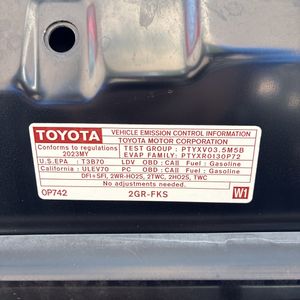 TOYOTA
VEHICLE EMISSION CONTROL INFORMATION
TOYOTA MOTOR CORPORATION
Conforms to regulations
2023MY
TEST GROUP : PTYXV03.5M5B
EVAP FAMILY: PTYXR0130P72
U.S.EPA : T3B70 LDV OBD : CAII Fuel : Gasoline
California : ULEV70 PC OBD : CAII Fuel : Gasoline
DFI+SFI, 2WR-HO2S, 2TWC, 2HO2S, TWC
No adjustments needed.
0P742 2GR-FKS W1